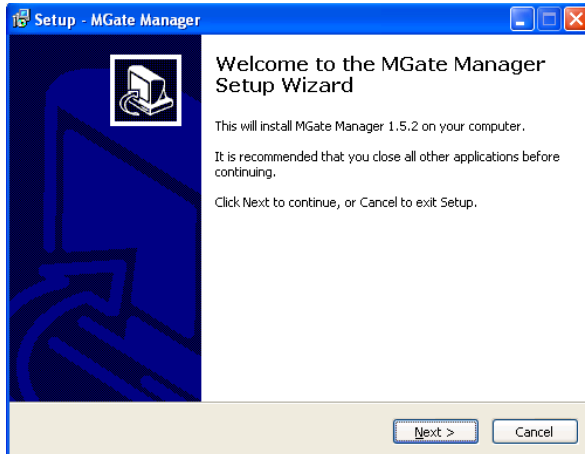 Setup - MGate Manager
Welcome to the MGate Manager
Setup Wizard
This will install MGate Manager 1.5.2 on your computer.
It is recommended that you close all other applications before
continuing.
Click Next to continue, or Cancel to exit Setup.
Next >
Cancel